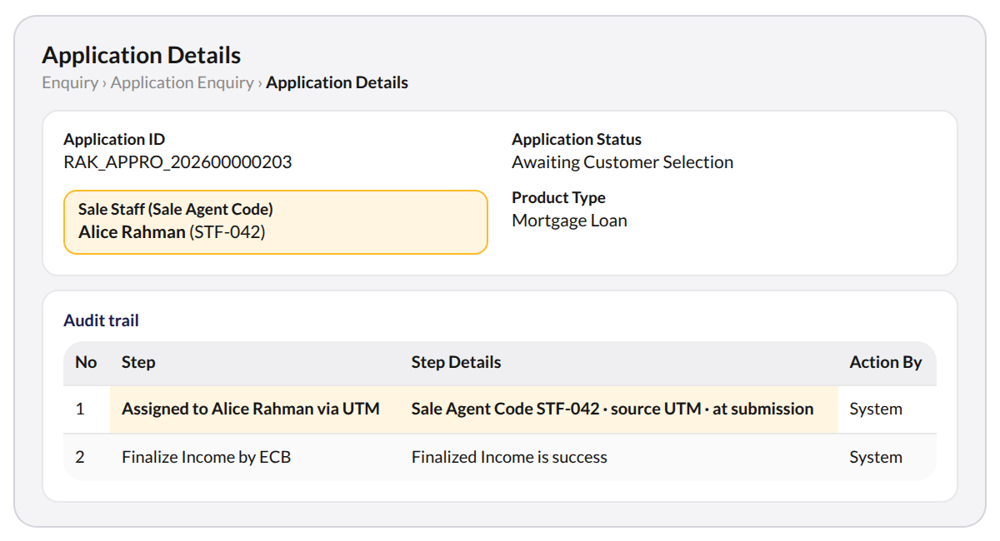 Application Details
Enquiry › Application Enquiry › Application Details
Application ID
RAK_APPRO_202600000203
Application Status
Awaiting Customer Selection
Sale Staff (Sale Agent Code)
Alice Rahman (STF-042)
Product Type
Mortgage Loan
Audit trail
No Step Step Details Action By
1 Assigned to Alice Rahman via UTM Sale Agent Code STF-042 · source UTM · at submission System
2 Finalize Income by ECB Finalized Income is success System